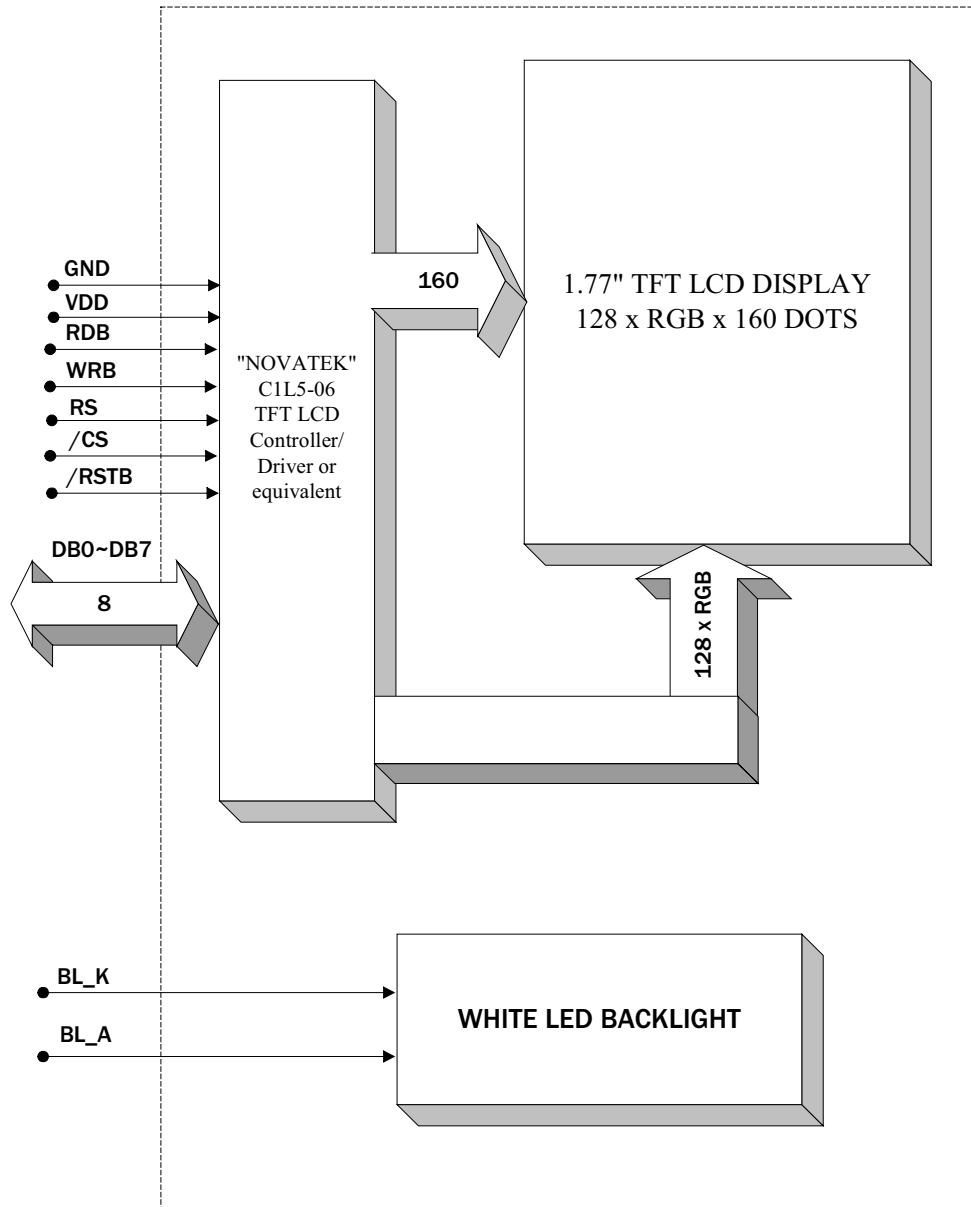 GND
VDD
RDB
WRB
RS
/CS
/RSTB
DB0~DB7
8
"NOVATEK"
C1L5-06
TFT LCD
Controller/
Driver or
equivalent
160
1.77" TFT LCD DISPLAY
128 x RGB x 160 DOTS
128 x RGB
BL_K
BL_A
WHITE LED BACKLIGHT